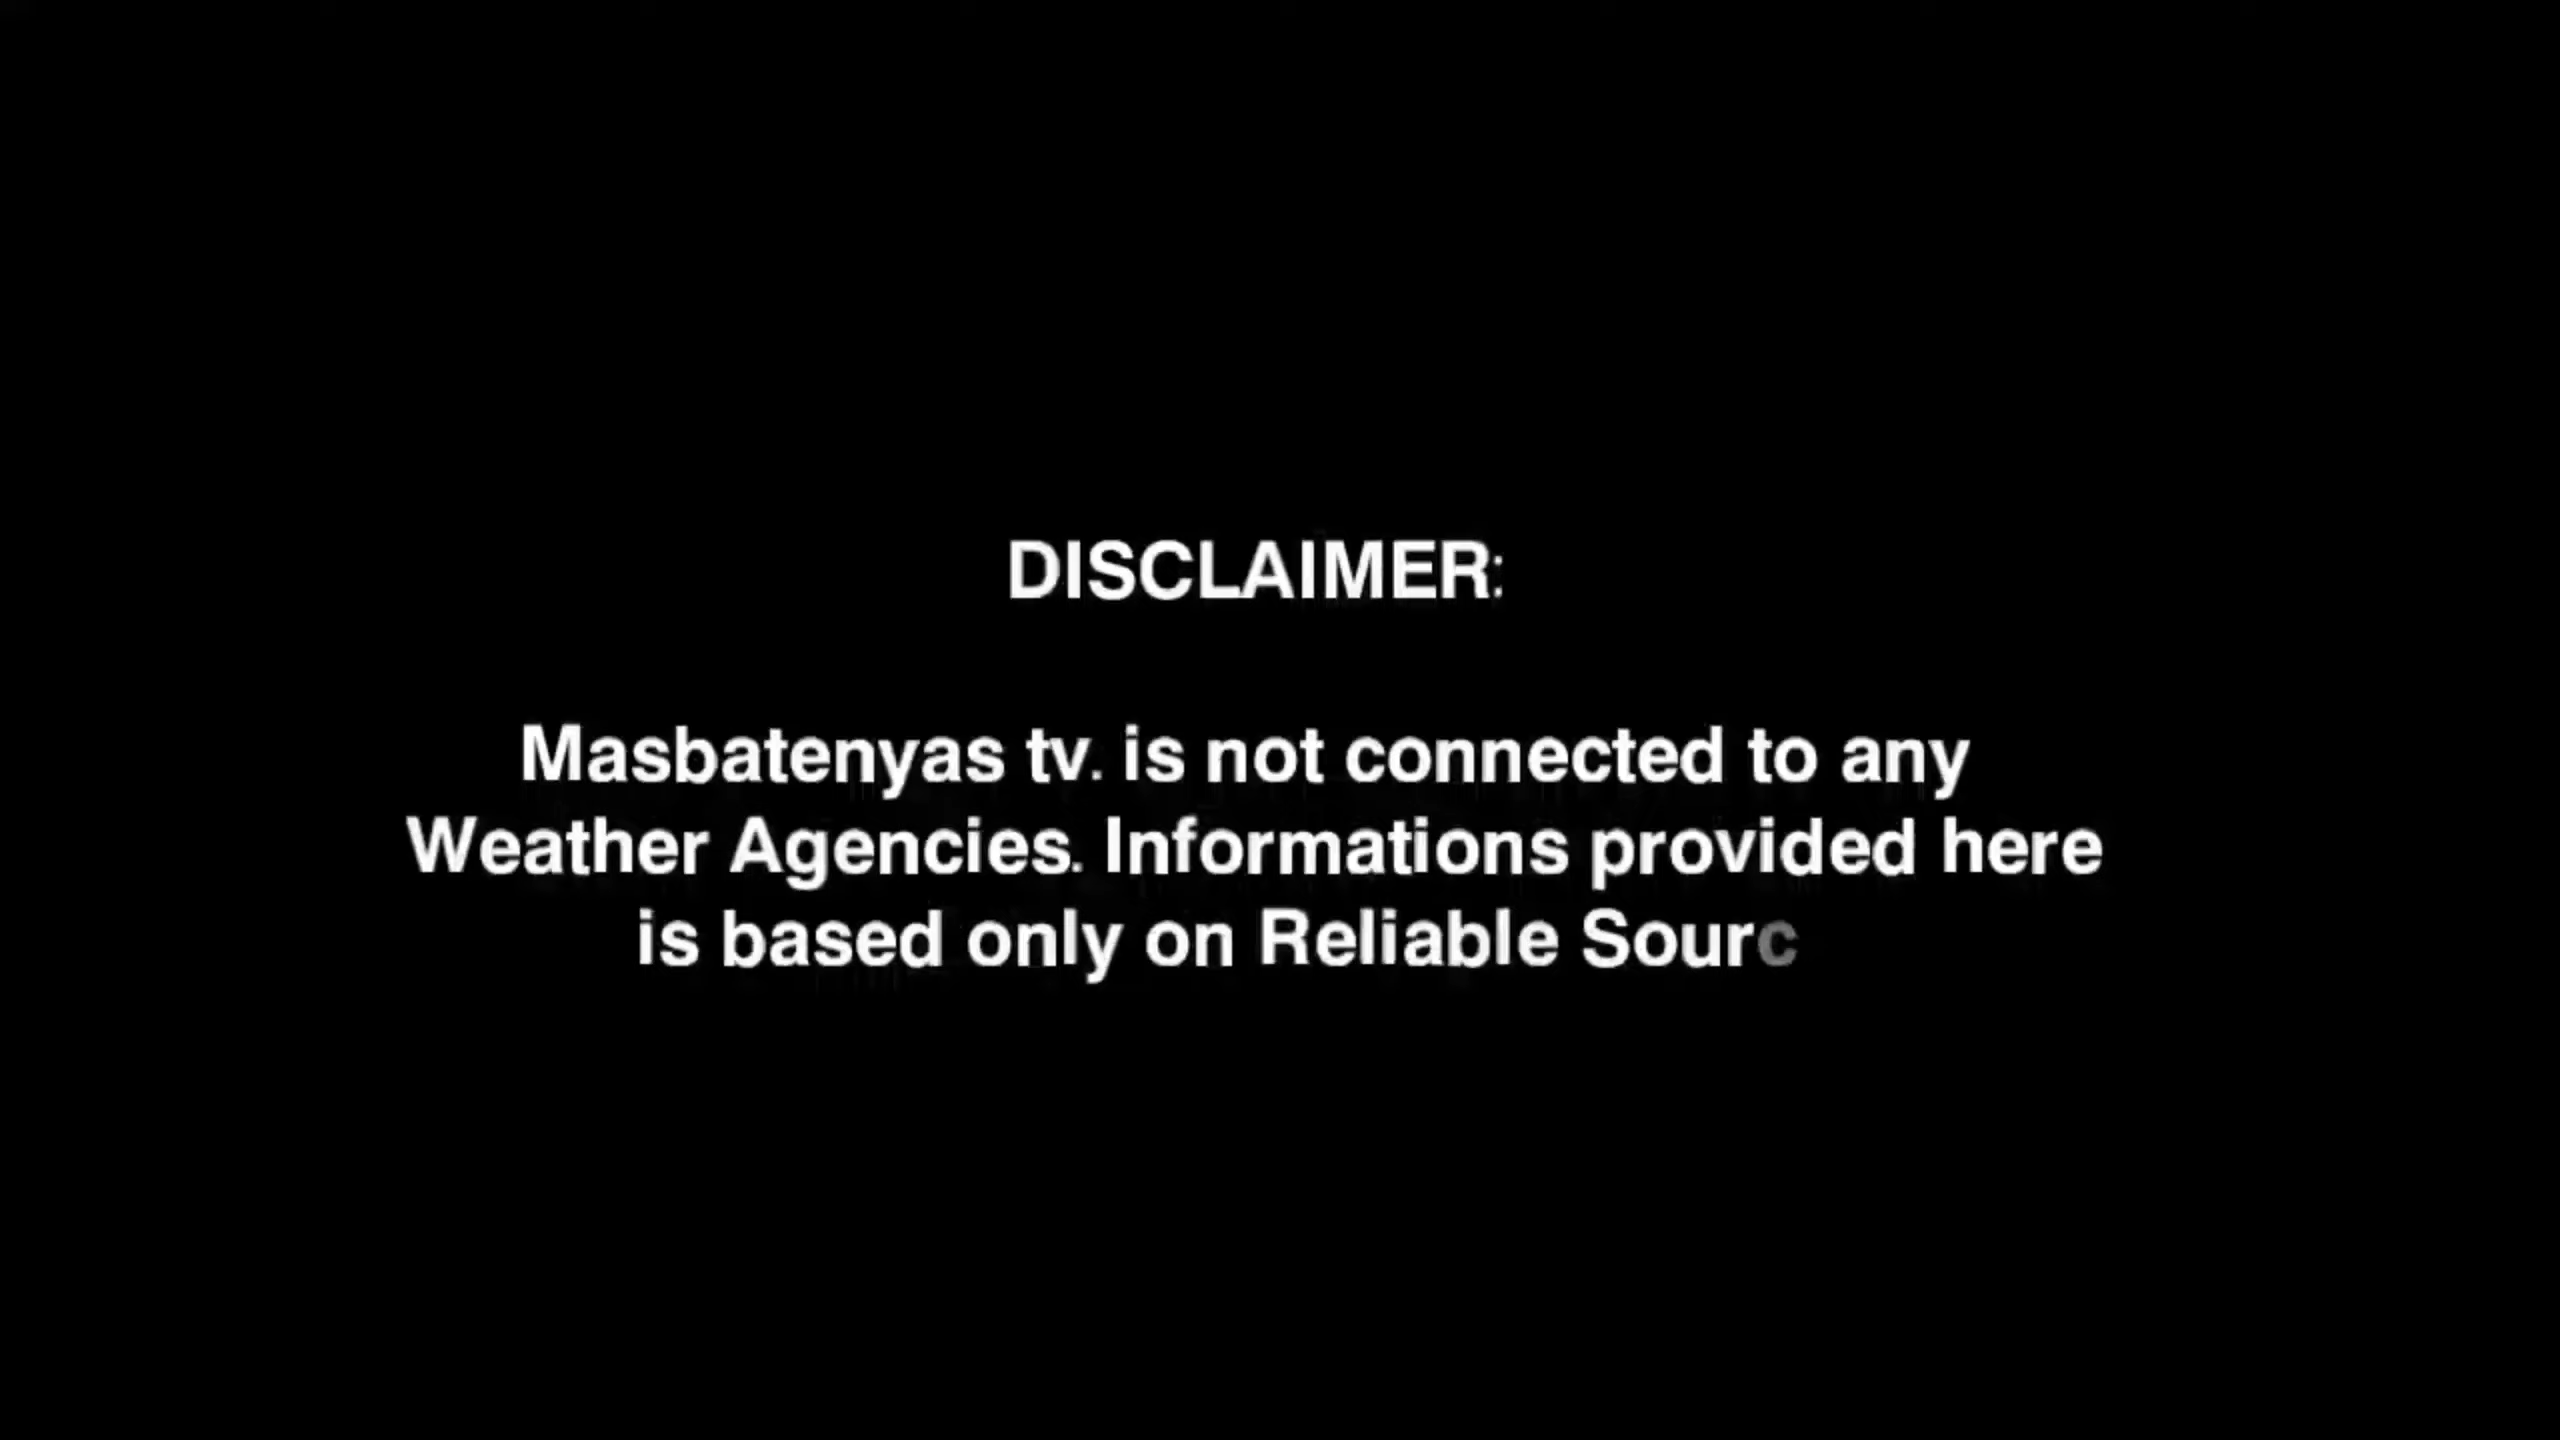 DISCLAIMER:
Masbatenyas tv. is not connected to any
Weather Agencies. Informations provided here
is based only on Reliable Sourc